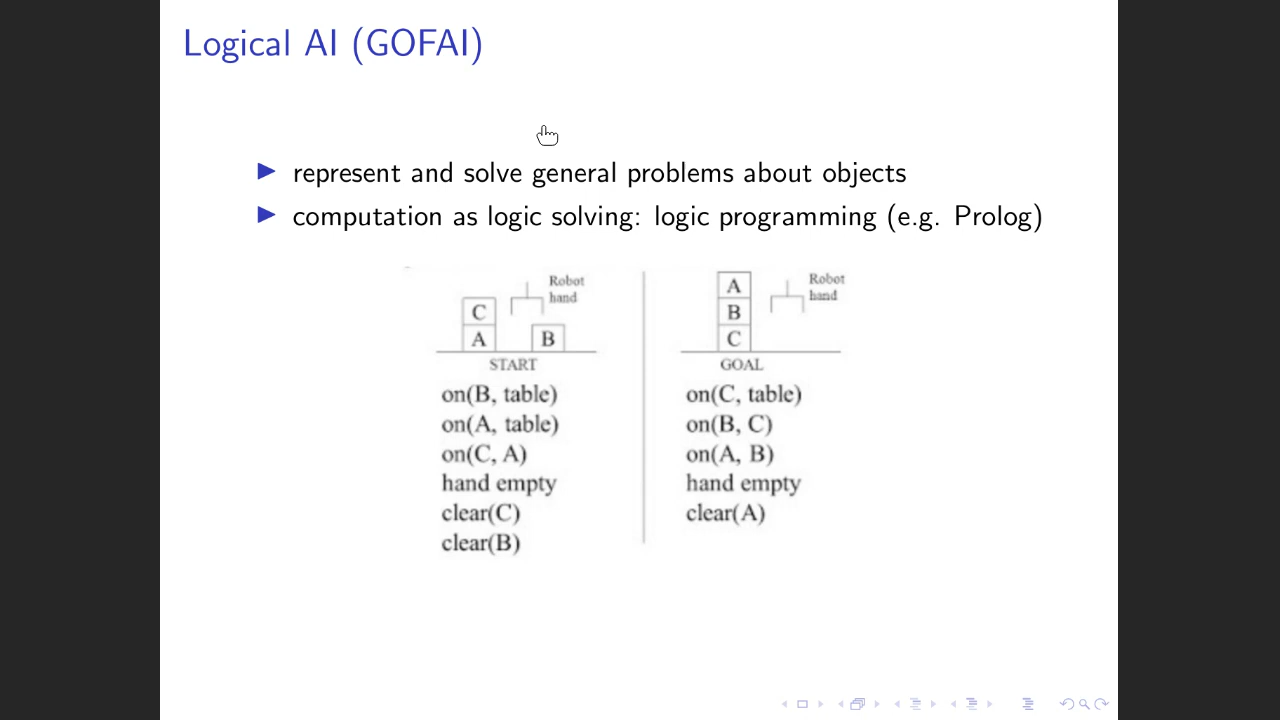 Logical AI (GOFAI)
represent and solve general problems about objects
computation as logic solving: logic programming (e.g. Prolog)
Robot
hand
C
A
B
START
on(B, table)
on(A, table)
on(C, A)
hand empty
clear(C)
clear(B)
Robot
hand
A
B
C
GOAL
on(C, table)
on(B, C)
on(A, B)
hand empty
clear(A)